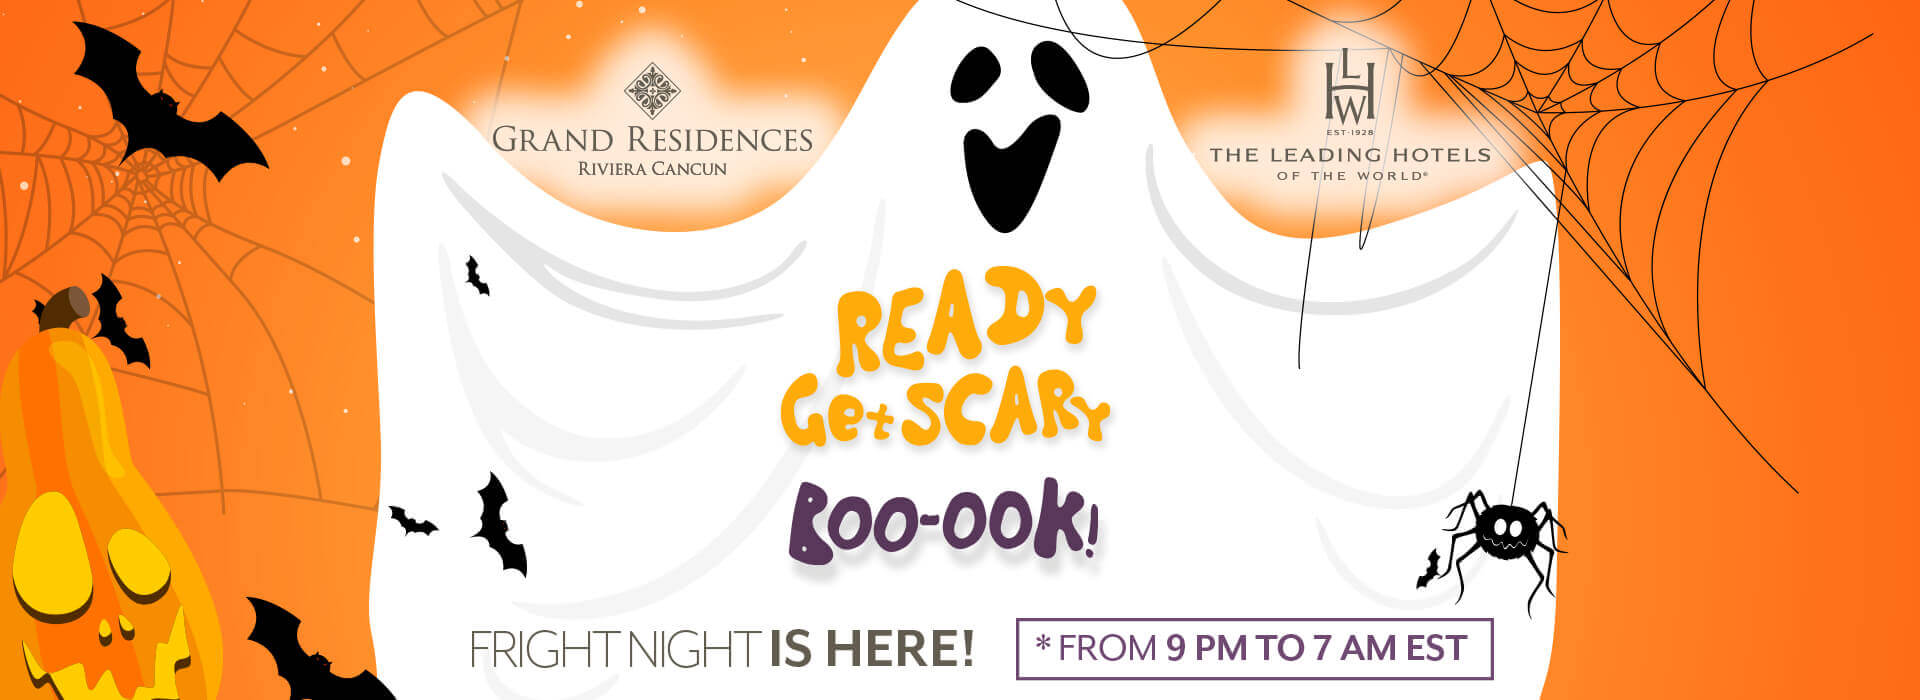 GRAND RESIDENCES
RIVIERA CANCUN
LHW
EST·1928
THE LEADING HOTELS
OF THE WORLD®
READY
Get SCARY
BOO-OOK!
FRIGHT NIGHT IS HERE!
* FROM 9 PM TO 7 AM EST